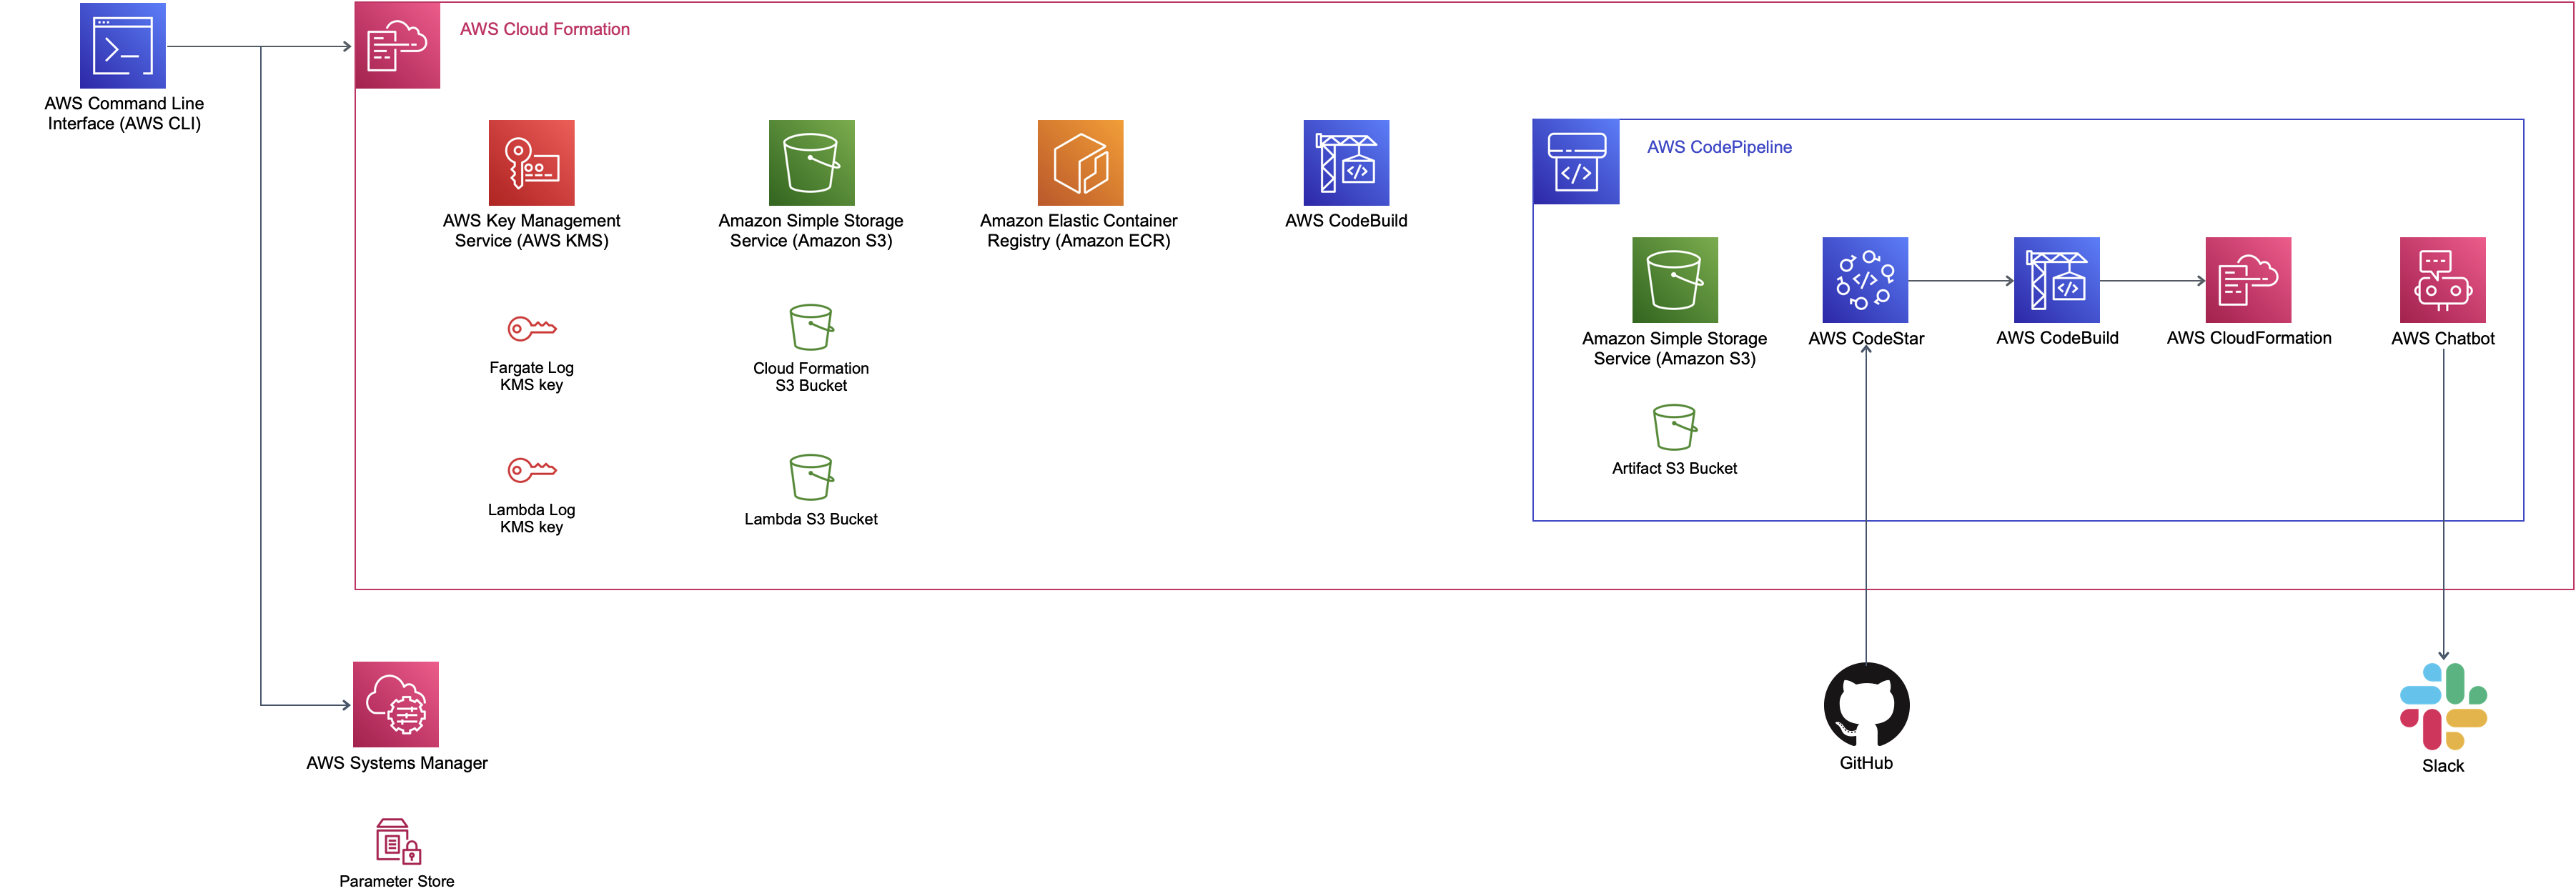 AWS Cloud Formation
AWS Command Line
Interface (AWS CLI)
AWS CodePipeline
AWS Key Management
Service (AWS KMS)
Amazon Simple Storage
Service (Amazon S3)
Amazon Elastic Container
Registry (Amazon ECR)
AWS CodeBuild
Amazon Simple Storage
Service (Amazon S3)
AWS CodeStar
AWS CodeBuild
AWS CloudFormation
AWS Chatbot
Fargate Log
KMS key
Cloud Formation
S3 Bucket
Artifact S3 Bucket
Lambda Log
KMS key
Lambda S3 Bucket
AWS Systems Manager
GitHub
Slack
Parameter Store